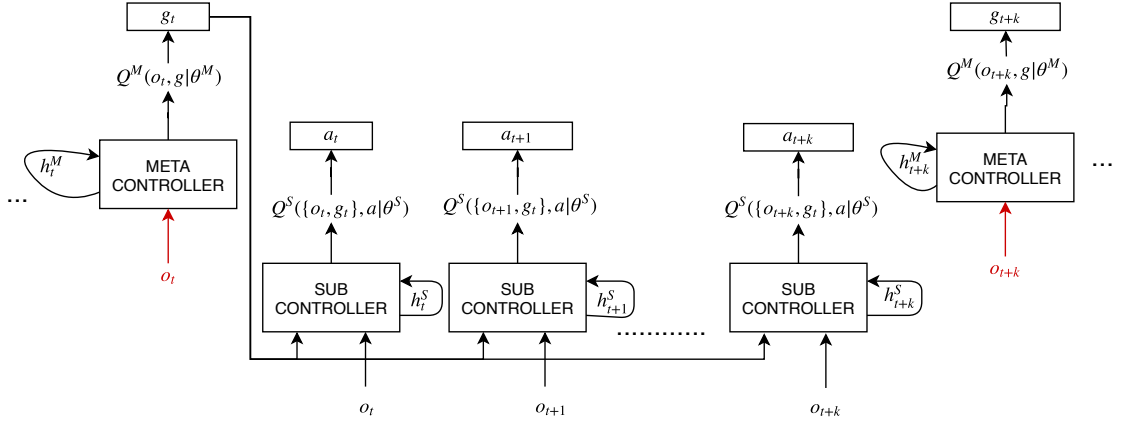 g_t
g_{t+k}
Q^M(o_t, g|θ^M)
Q^M(o_{t+k}, g|θ^M)
a_t
a_{t+1}
a_{t+k}
h_t^M
META
CONTROLLER
h_{t+k}^M
META
CONTROLLER
...
...
Q^S({o_t, g_t}, a|θ^S)
Q^S({o_{t+1}, g_t}, a|θ^S)
Q^S({o_{t+k}, g_t}, a|θ^S)
o_t
o_{t+k}
SUB
CONTROLLER
h_t^S
SUB
CONTROLLER
h_{t+1}^S
............
SUB
CONTROLLER
h_{t+k}^S
o_t
o_{t+1}
o_{t+k}